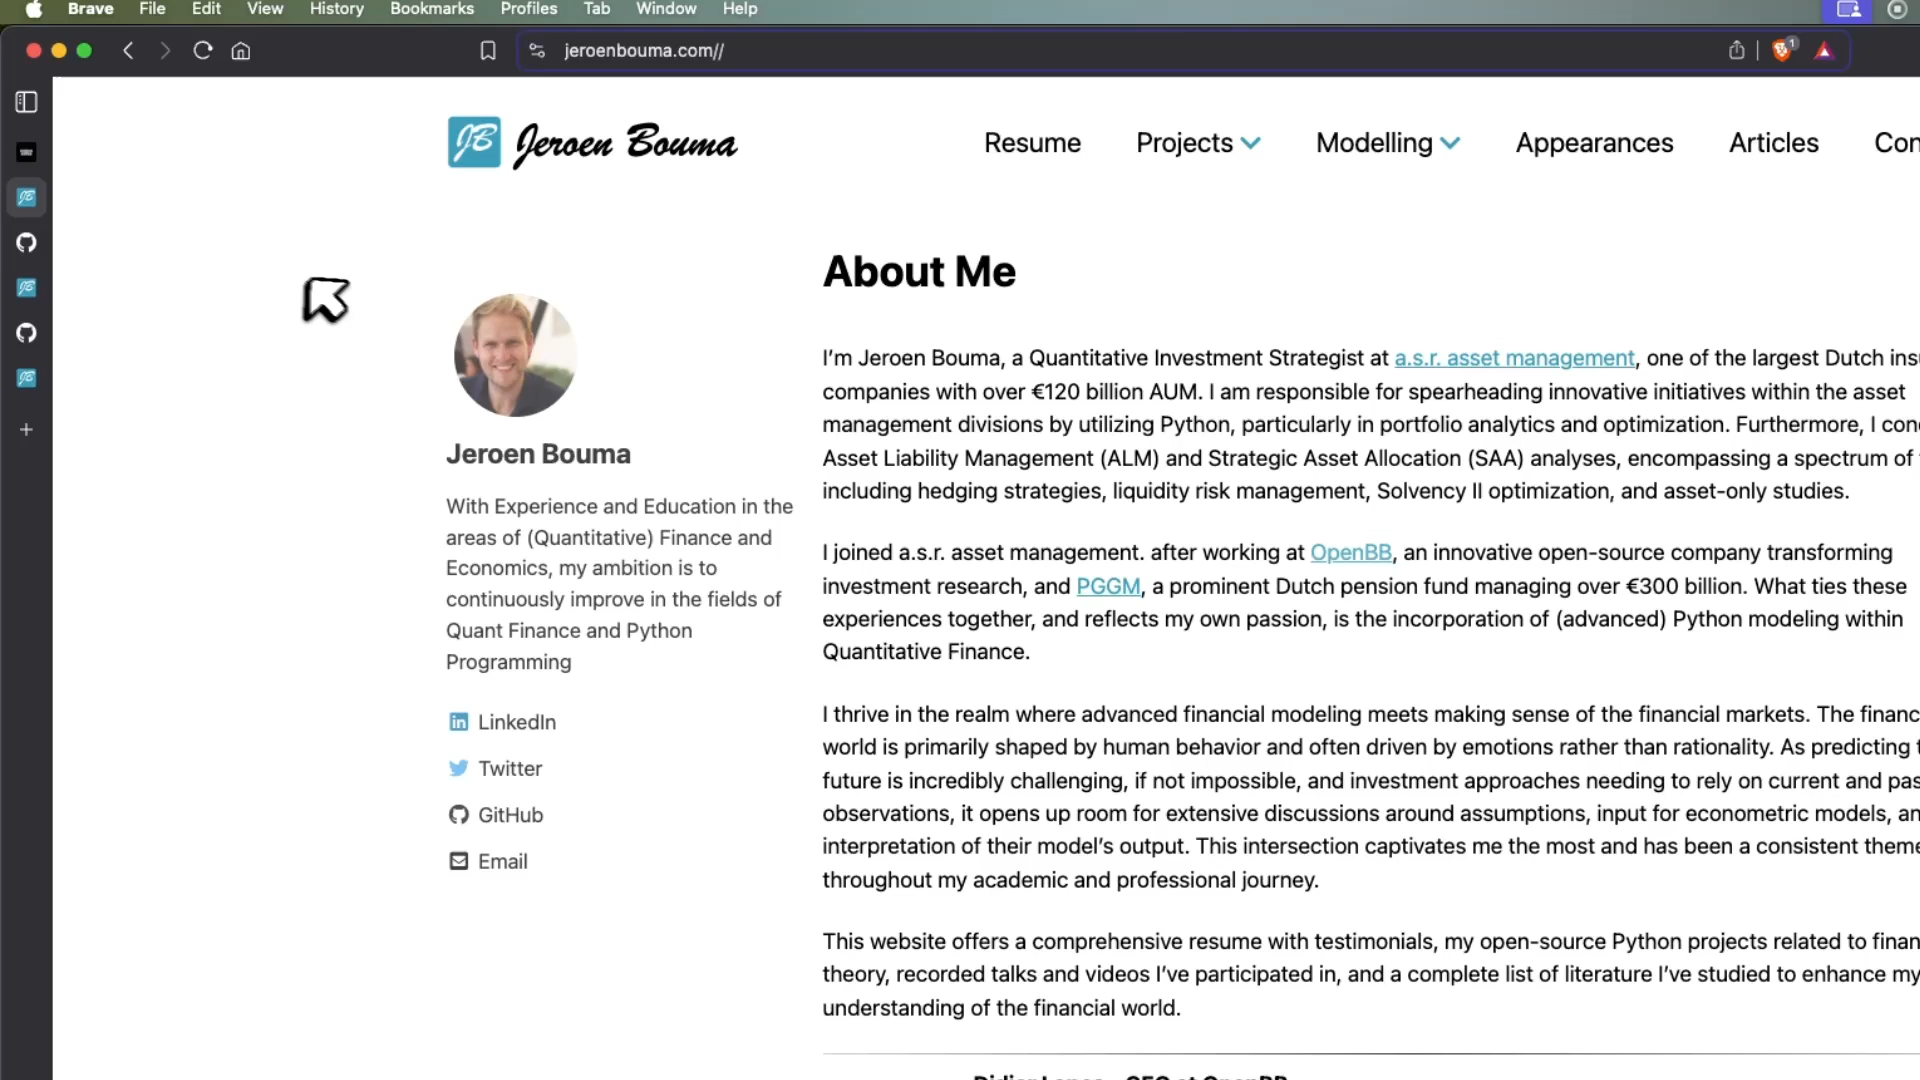 Brave File Edit View History Bookmarks Profiles Tab Window Help
jeroenbouma.com//
1
JB Jeroen Bouma
Resume Projects Modelling Appearances Articles
Jeroen Bouma
With Experience and Education in the
areas of (Quantitative) Finance and
Economics, my ambition is to
continuously improve in the fields of
Quant Finance and Python
Programming
LinkedIn
Twitter
GitHub
Email
About Me
I'm Jeroen Bouma, a Quantitative Investment Strategist at a.s.r. asset management, one of the largest Dutch
companies with over €120 billion AUM. I am responsible for spearheading innovative initiatives within the asset
management divisions by utilizing Python, particularly in portfolio analytics and optimization. Furthermore, I
Asset Liability Management (ALM) and Strategic Asset Allocation (SAA) analyses, encompassing a spectrum of
including hedging strategies, liquidity risk management, Solvency II optimization, and asset-only studies.
I joined a.s.r. asset management. after working at OpenBB, an innovative open-source company transforming
investment research, and PGGM, a prominent Dutch pension fund managing over €300 billion. What ties these
experiences together, and reflects my own passion, is the incorporation of (advanced) Python modeling within
Quantitative Finance.
I thrive in the realm where advanced financial modeling meets making sense of the financial markets. The
world is primarily shaped by human behavior and often driven by emotions rather than rationality. As predicting
future is incredibly challenging, if not impossible, and investment approaches needing to rely on current and
observations, it opens up room for extensive discussions around assumptions, input for econometric models,
interpretation of their model's output. This intersection captivates me the most and has been a consistent theme
throughout my academic and professional journey.
This website offers a comprehensive resume with testimonials, my open-source Python projects related to
theory, recorded talks and videos I've participated in, and a complete list of literature I've studied to enhance my
understanding of the financial world.